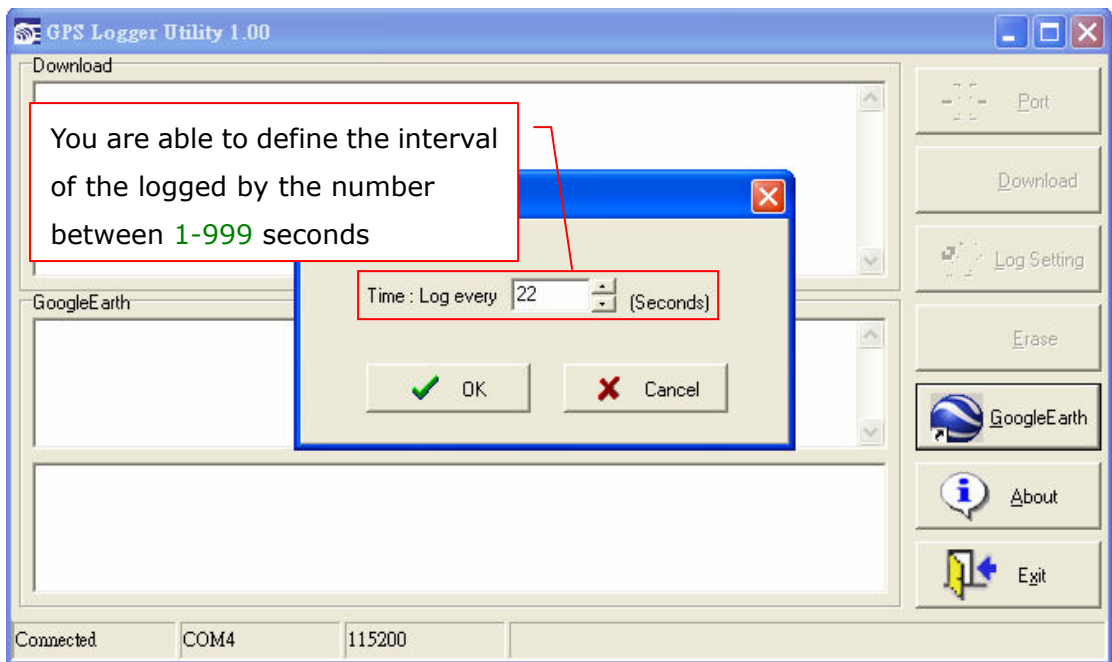 GPS Logger Utility 1.00
Download
You are able to define the interval
of the logged by the number
between 1-999 seconds
Time : Log every 22 (Seconds)
OK
Cancel
GoogleEarth
Port
Download
Log Setting
Erase
GoogleEarth
About
Exit
Connected
COM4
115200